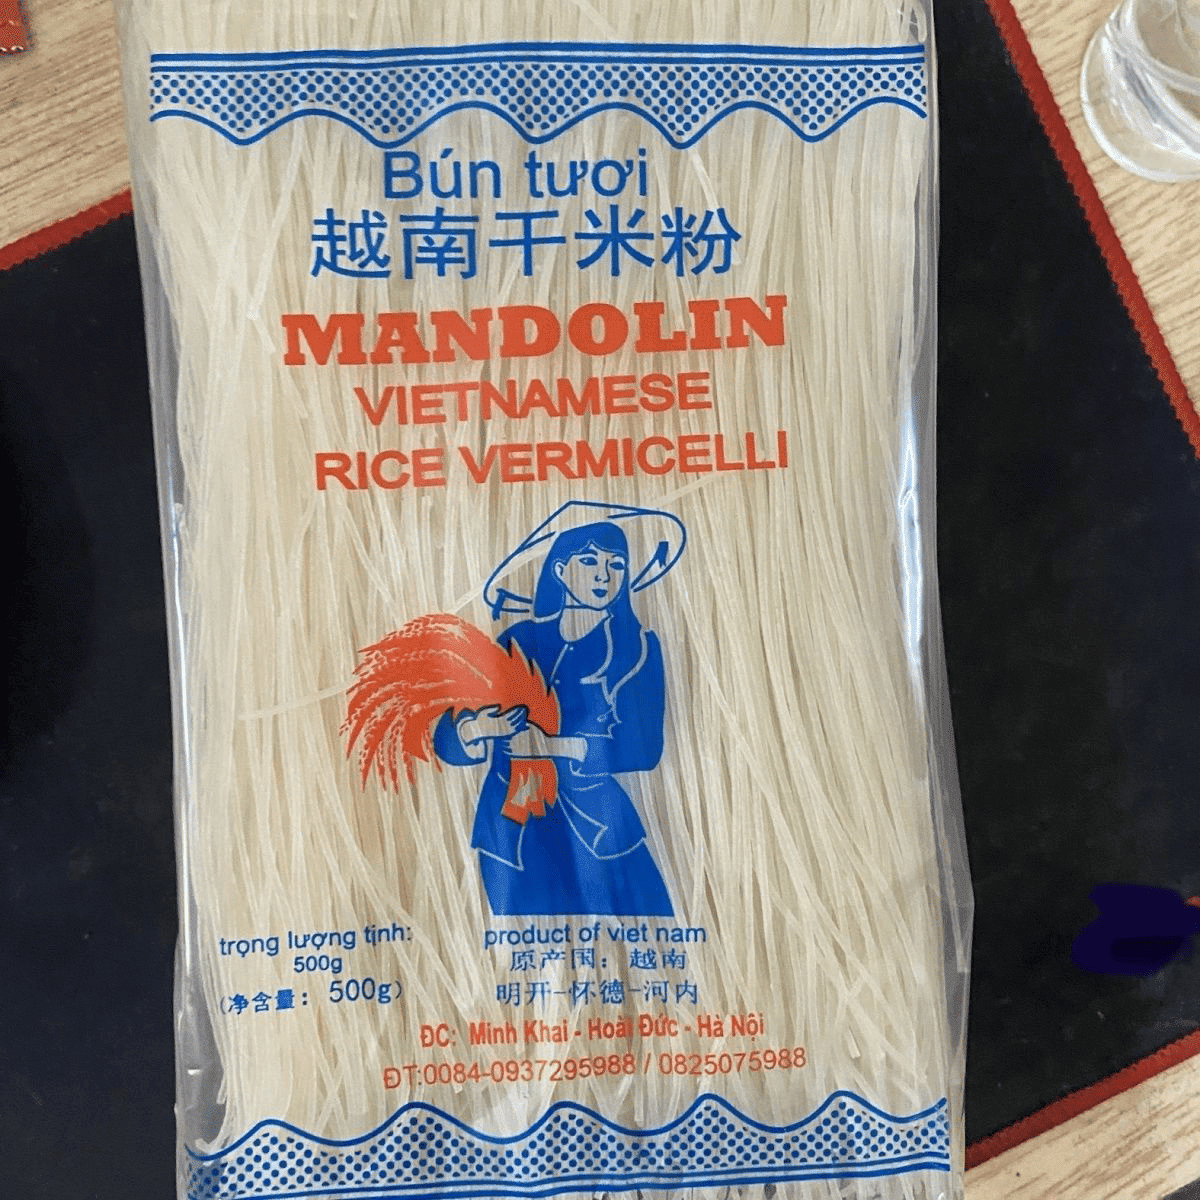 Bún tươi
越南干米粉
MANDOLIN
VIETNAMESE
RICE VERMICELLI
trọng lượng tịnh:
500g
(净含量: 500g)
product of viet nam
原产国: 越南
明开-怀德-河内
ĐC: Minh Khai - Hoài Đức - Hà Nội
ĐT:0084-0937295988 / 0825075988